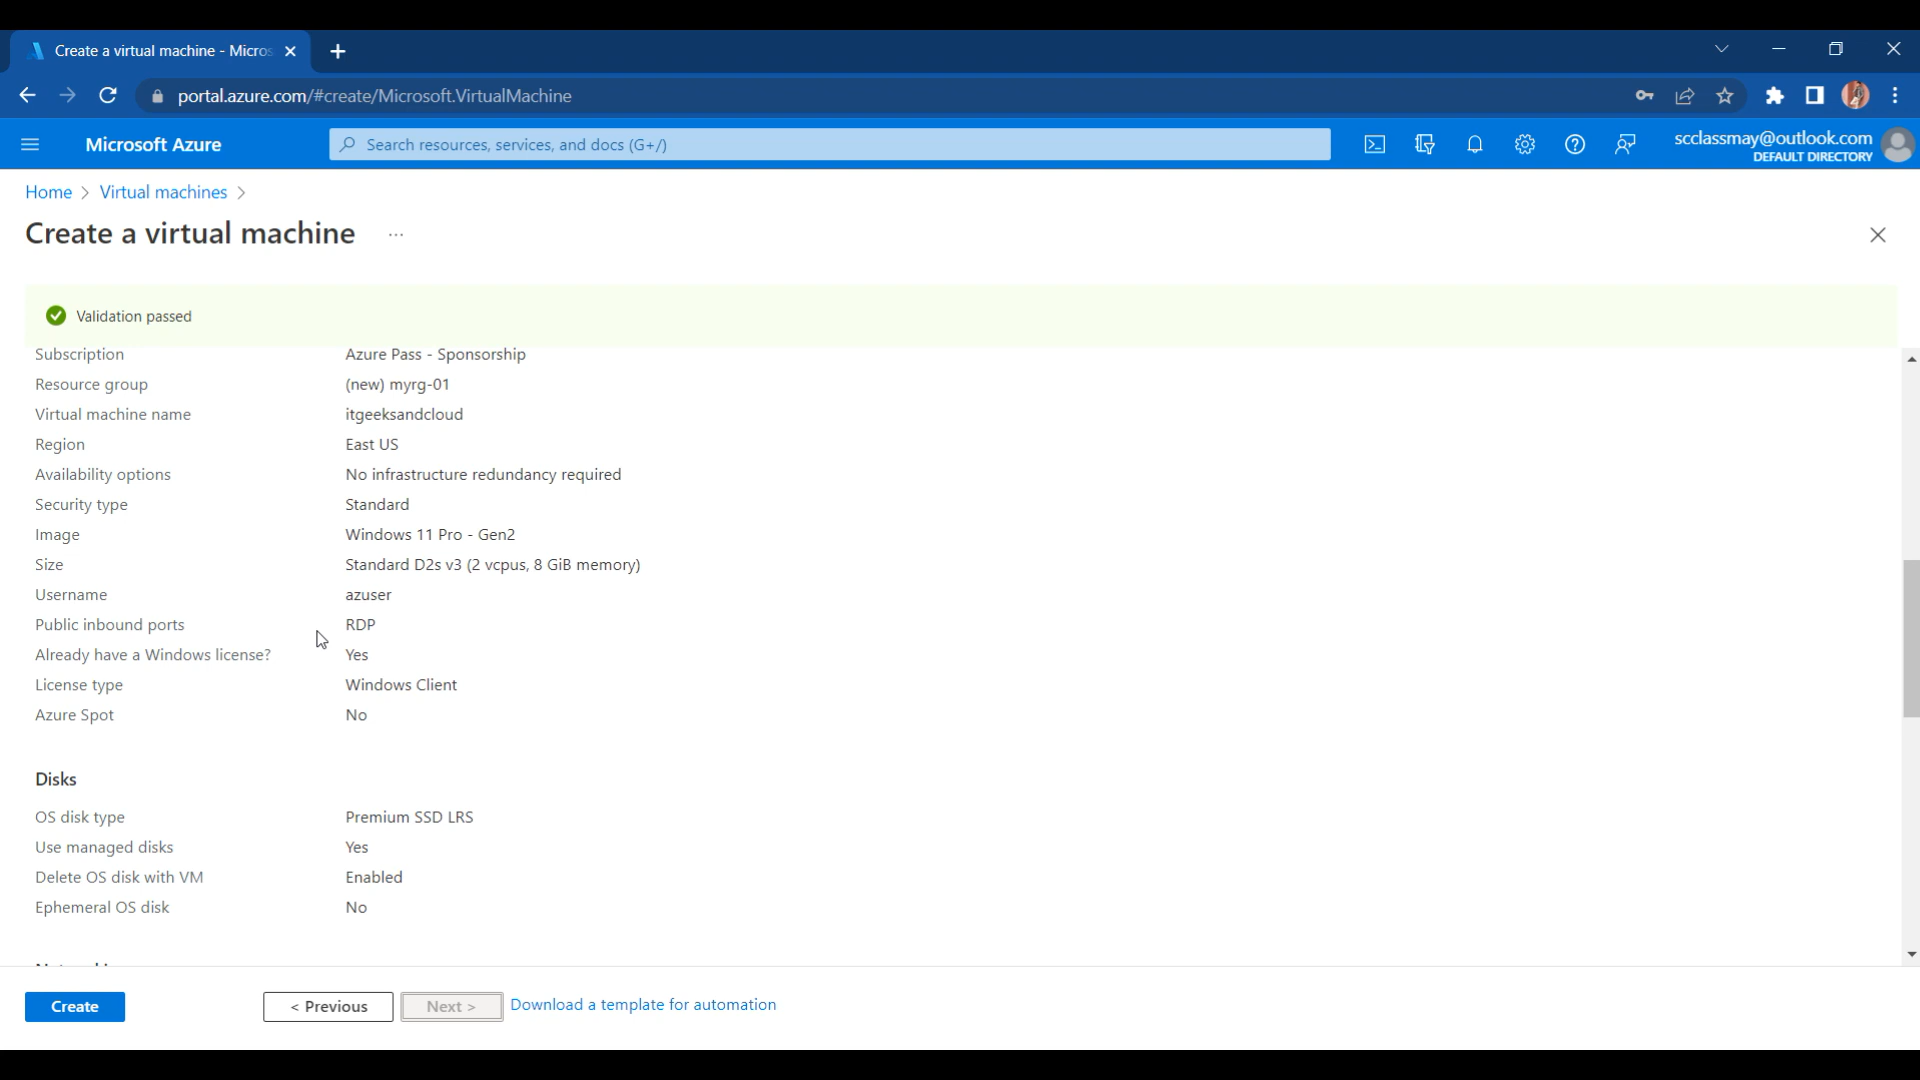 Create a virtual machine - Micros
portal.azure.com/#create/Microsoft.VirtualMachine
Microsoft Azure
Search resources, services, and docs (G+/)
scclassmay@outlook.com
DEFAULT DIRECTORY
Home > Virtual machines >
Create a virtual machine ...
Validation passed
Subscription Azure Pass - Sponsorship
Resource group (new) myrg-01
Virtual machine name itgeeksandcloud
Region East US
Availability options No infrastructure redundancy required
Security type Standard
Image Windows 11 Pro - Gen2
Size Standard D2s v3 (2 vcpus, 8 GiB memory)
Username azuser
Public inbound ports RDP
Already have a Windows license? Yes
License type Windows Client
Azure Spot No
Disks
OS disk type Premium SSD LRS
Use managed disks Yes
Delete OS disk with VM Enabled
Ephemeral OS disk No
Create < Previous Next > Download a template for automation